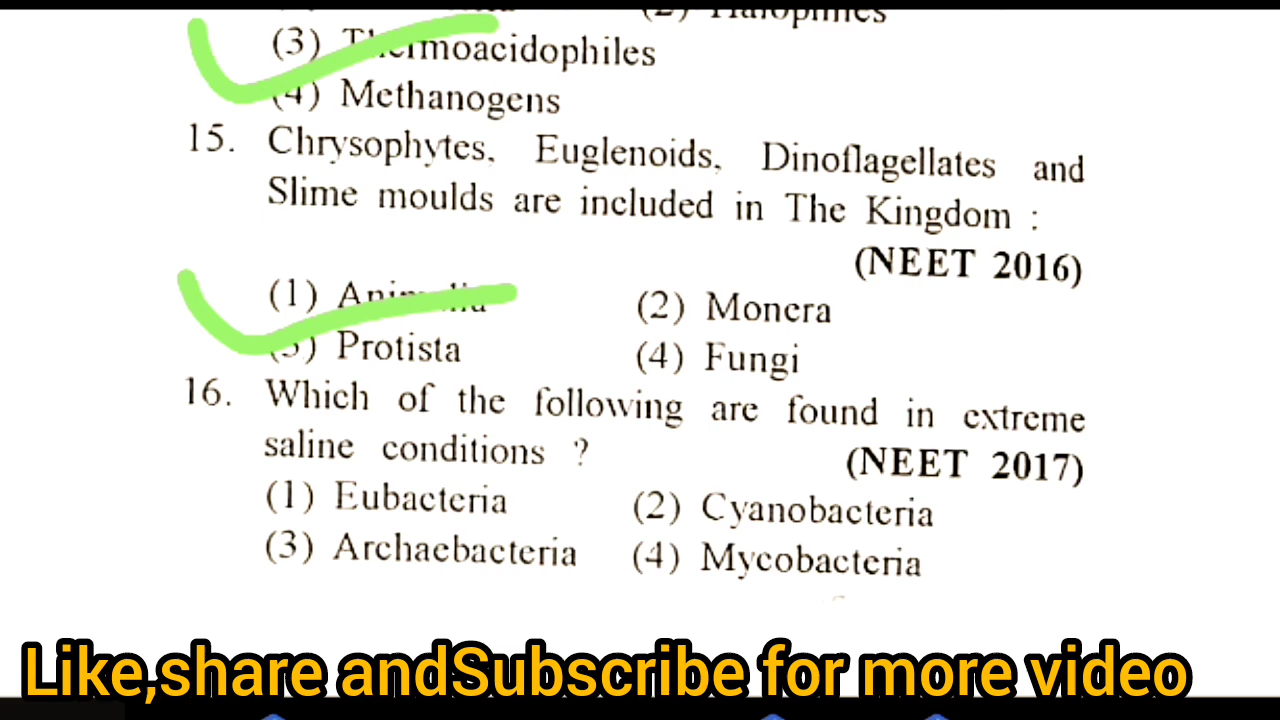 (2) Halophiles
(3) Thermoacidophiles
(4) Methanogens
15. Chrysophytes, Euglenoids, Dinoflagellates and
Slime moulds are included in The Kingdom :
(NEET 2016)
(1) Animalia (2) Monera
(3) Protista (4) Fungi
16. Which of the following are found in extreme
saline conditions ?
(NEET 2017)
(1) Eubacteria (2) Cyanobacteria
(3) Archaebacteria (4) Mycobacteria
Like,share andSubscribe for more video